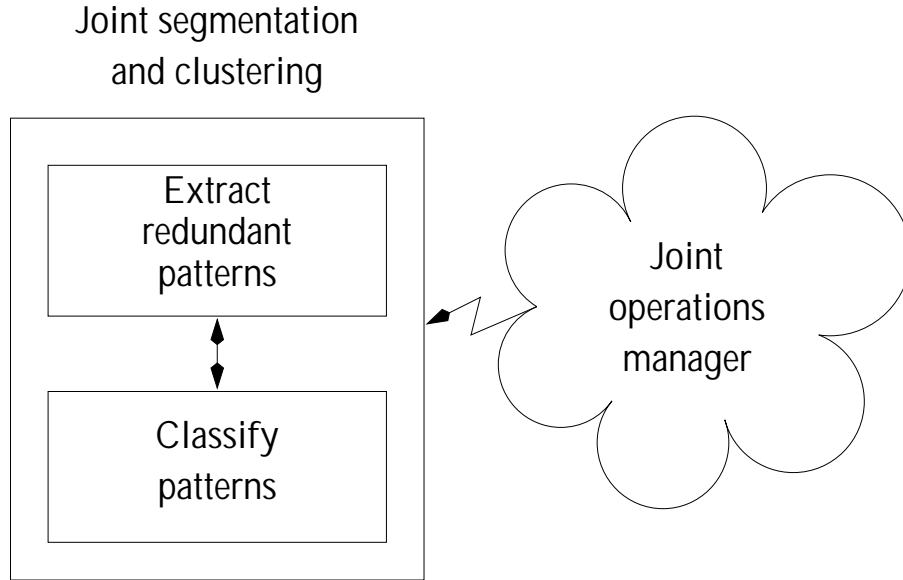 Joint segmentation
and clustering
Extract
redundant
patterns
Classify
patterns
Joint
operations
manager